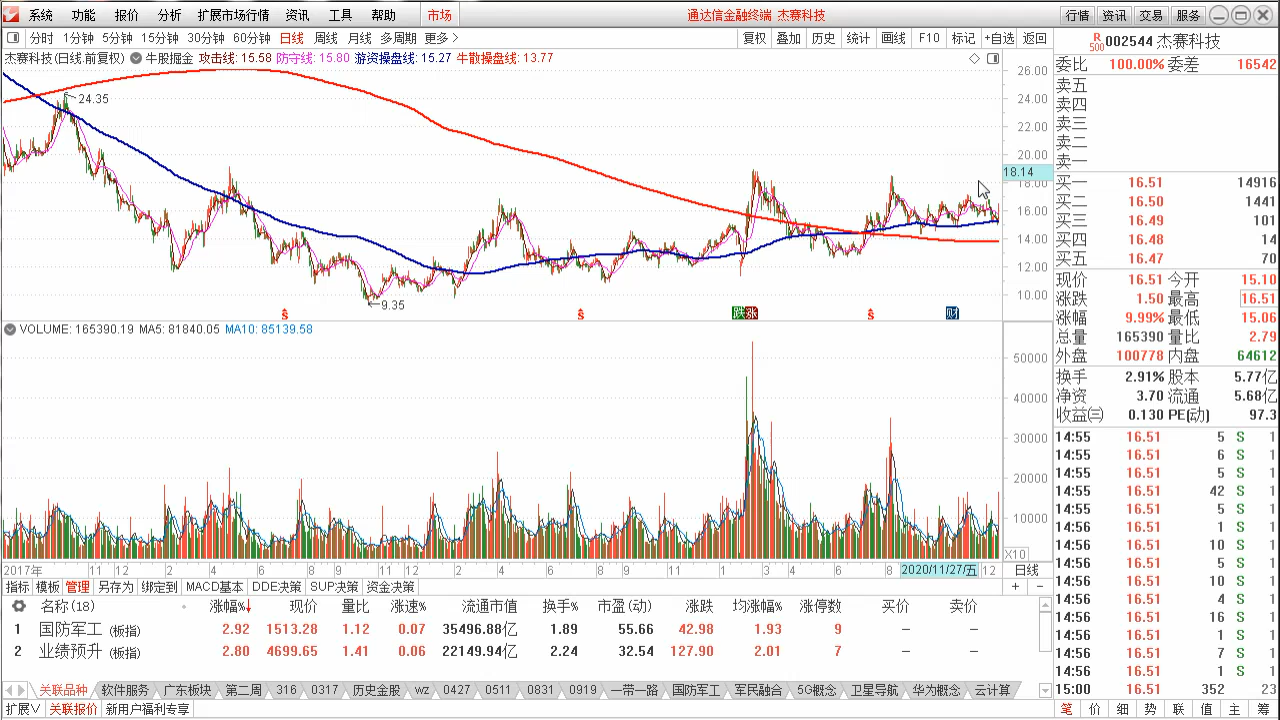 系统 功能 报价 分析 扩展市场行情 资讯 工具 帮助 市场 通达信金融终端 杰赛科技 行情 资讯 交易 服务
分时 1分钟 5分钟 15分钟 30分钟 60分钟 日线 周线 月线 多周期 更多> 复权 叠加 历史 统计 画线 F10 标记 +自选 返回
R 500 002544 杰赛科技
杰赛科技(日线.前复权) 牛股掘金 攻击线: 15.58 防守线: 15.80 游资操盘线: 15.27 牛散操盘线: 13.77
委比 100.00% 委差 16542
26.00
24.00
22.00
20.00
18.14
18.00
16.00
14.00
12.00
10.00
24.35
9.35
$ $ 跌 涨 $ 财
卖五
卖四
卖三
卖二
卖一
买一 16.51 14916
买二 16.50 1441
买三 16.49 101
买四 16.48 14
买五 16.47 70
现价 16.51 今开 15.10
涨跌 1.50 最高 16.51
涨幅 9.99% 最低 15.06
总量 165390 量比 2.79
外盘 100778 内盘 64612
换手 2.91% 股本 5.77亿
净资 3.70 流通 5.68亿
收益(三) 0.130 PE(动) 97.3
VOLUME: 165390.19 MA5: 81840.05 MA10: 85139.58
50000
40000
30000
20000
10000
X10
14:55 16.51 5 S 1
14:55 16.51 6 S 1
14:55 16.51 5 S 1
14:55 16.51 42 S 1
14:55 16.51 5 S 1
14:56 16.51 1 S 1
14:56 16.51 10 S 1
14:56 16.51 5 S 1
14:56 16.51 10 S 1
14:56 16.51 4 S 1
14:56 16.51 16 S 1
14:56 16.51 1 S 1
14:56 16.51 7 S 1
14:56 16.51 1 S 1
15:00 16.51 352 23
2017年 11 12 2 4 6 8 9 11 12 2 4 6 8 9 11 1 3 4 6 8 2020/11/27/五 12 日线
指标 模板 管理 另存为 绑定到 MACD基本 DDE决策 SUP决策 资金决策 + −
名称(18) 涨幅%↓ 现价 量比 涨速% 流通市值 换手% 市盈(动) 涨跌 均涨幅% 涨停数 买价 卖价
1 国防军工 (板指) 2.92 1513.28 1.12 0.07 35496.88亿 1.89 55.66 42.98 1.93 9 — —
2 业绩预升 (板指) 2.80 4699.65 1.41 0.06 22149.94亿 2.24 32.54 127.90 2.01 7 — —
关联品种 软件服务 广东板块 第二周 316 0317 历史金股 wz 0427 0511 0831 0919 一带一路 国防军工 军民融合 5G概念 卫星导航 华为概念 云计算
扩展∨ 关联报价 新用户福利专享 笔 价 细 势 联 值 主 筹